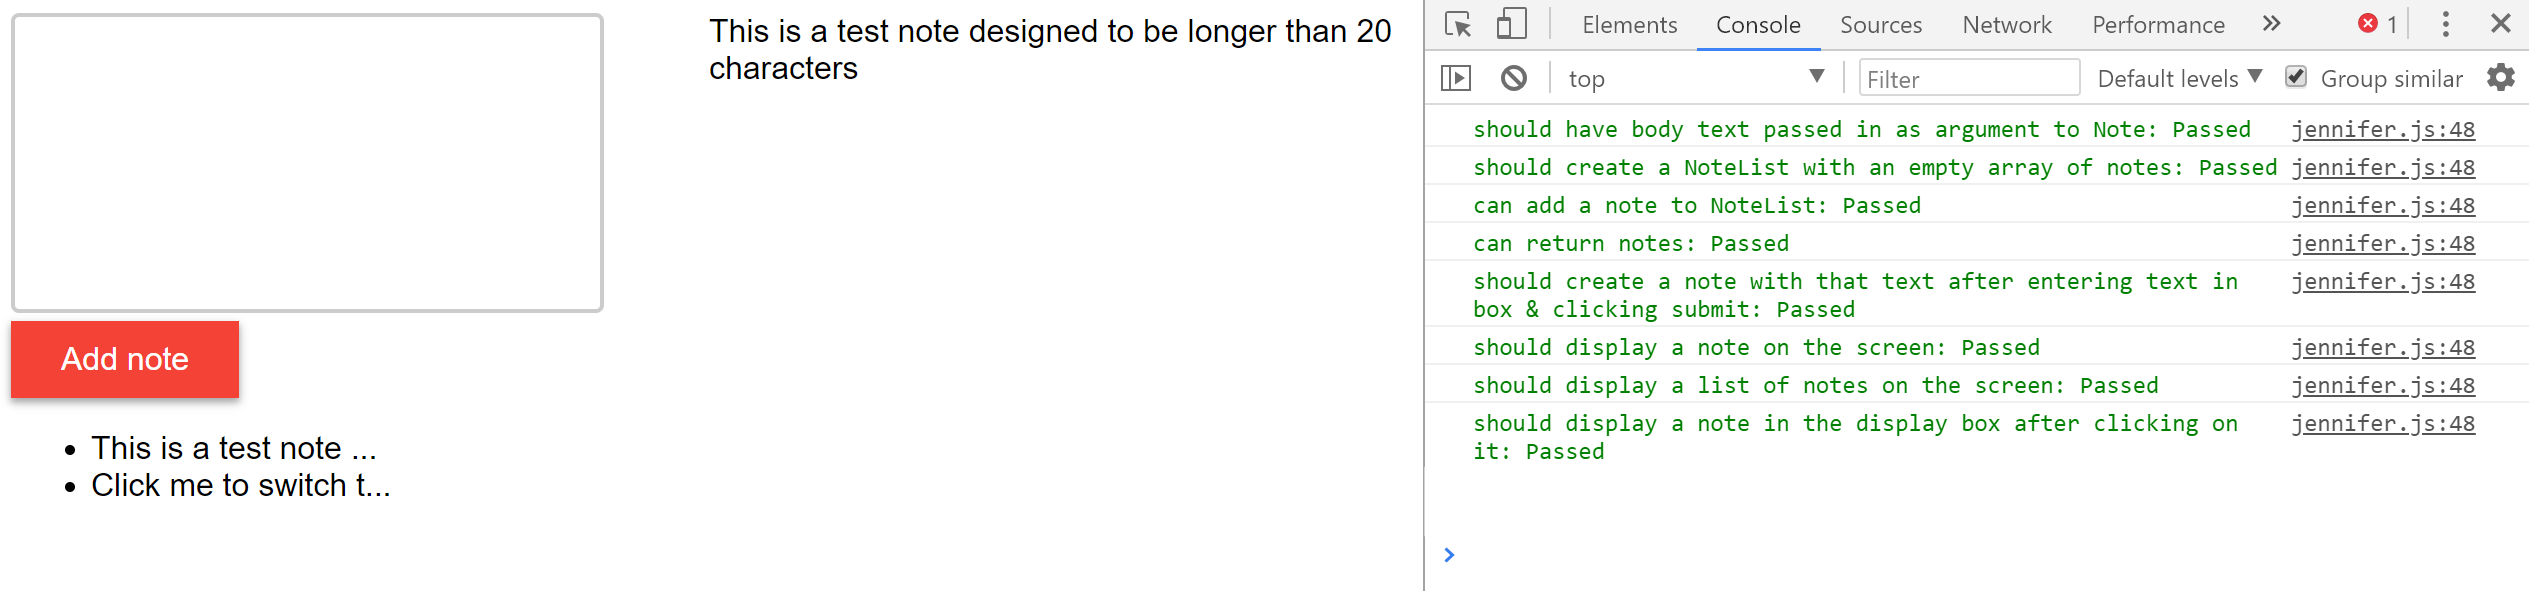 This is a test note designed to be longer than 20
characters
Add note
This is a test note ...
Click me to switch t...
Elements Console Sources Network Performance » 1
top Filter Default levels Group similar
should have body text passed in as argument to Note: Passed jennifer.js:48
should create a NoteList with an empty array of notes: Passed jennifer.js:48
can add a note to NoteList: Passed jennifer.js:48
can return notes: Passed jennifer.js:48
should create a note with that text after entering text in jennifer.js:48
box & clicking submit: Passed
should display a note on the screen: Passed jennifer.js:48
should display a list of notes on the screen: Passed jennifer.js:48
should display a note in the display box after clicking on jennifer.js:48
it: Passed